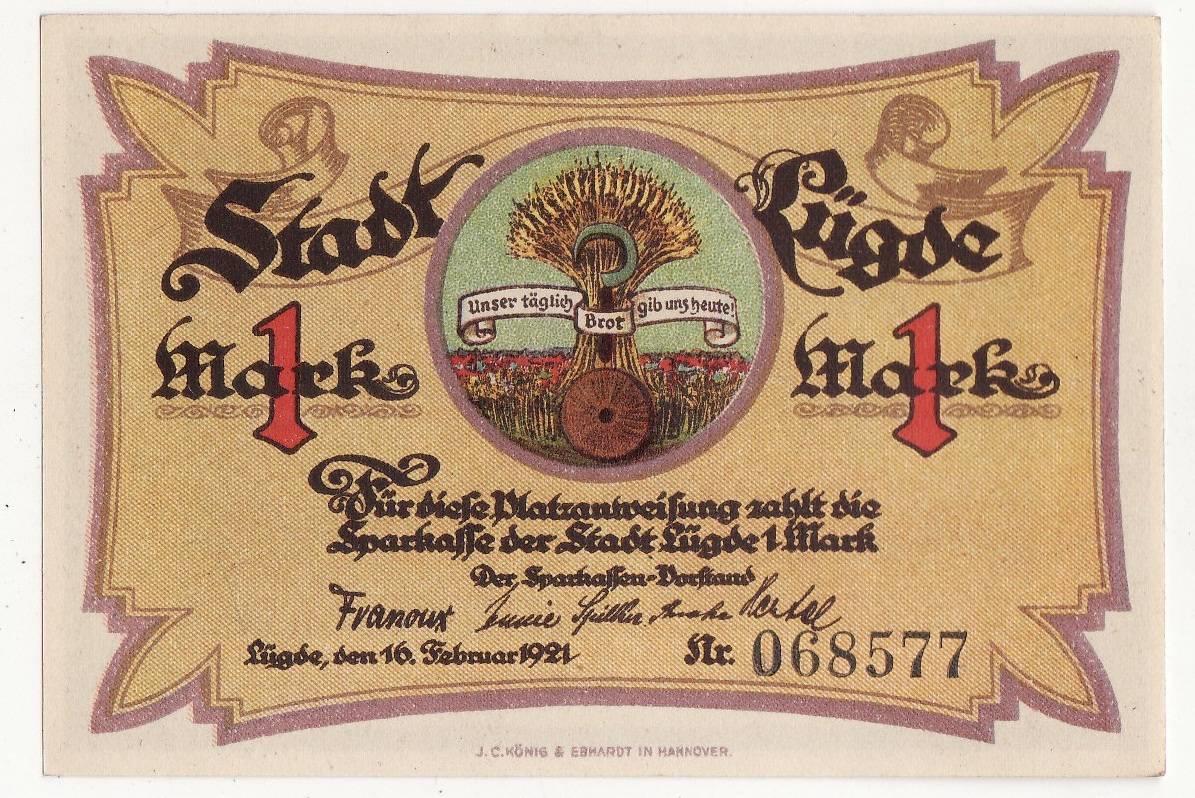 Stadt Lügde
1 Mark
1 Mark
Unser täglich Brot gib uns heute!
Für diese Platzanweisung zahlt die
Sparkasse der Stadt Lügde 1 Mark
Der Sparkassen-Vorstand
Lügde, den 16. Februar 1921
Nr. 068577
J. C. KÖNIG & EBHARDT IN HANNOVER.